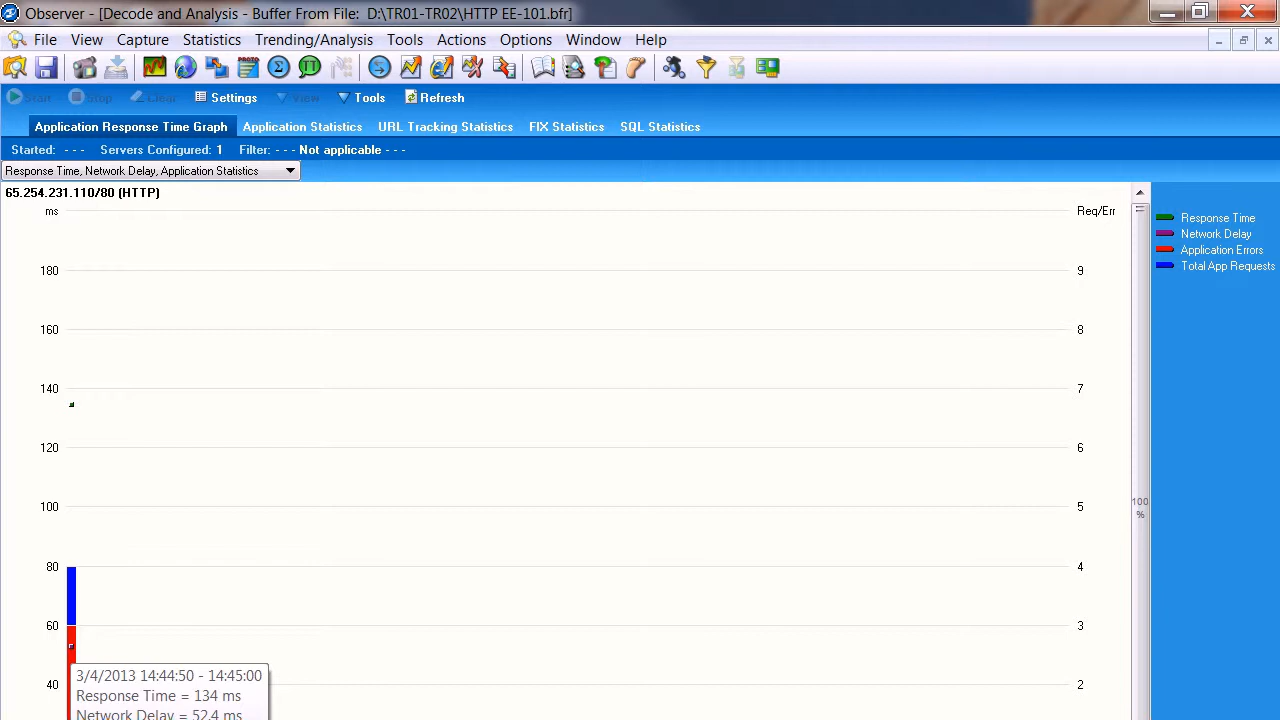 Observer - [Decode and Analysis - Buffer From File: D:\TR01-TR02\HTTP EE-101.bfr]
File View Capture Statistics Trending/Analysis Tools Actions Options Window Help
Start Stop Clear Settings View Tools Refresh
Application Response Time Graph Application Statistics URL Tracking Statistics FIX Statistics SQL Statistics
Started: - - - Servers Configured: 1 Filter: - - - Not applicable - - -
Response Time, Network Delay, Application Statistics
65.254.231.110/80 (HTTP)
ms Req/Err
Response Time
Network Delay
Application Errors
Total App Requests
180 9
160 8
140 7
120 6
100 5
100 %
80 4
60 3
40 2
3/4/2013 14:44:50 - 14:45:00
Response Time = 134 ms
Network Delay = 52.4 ms